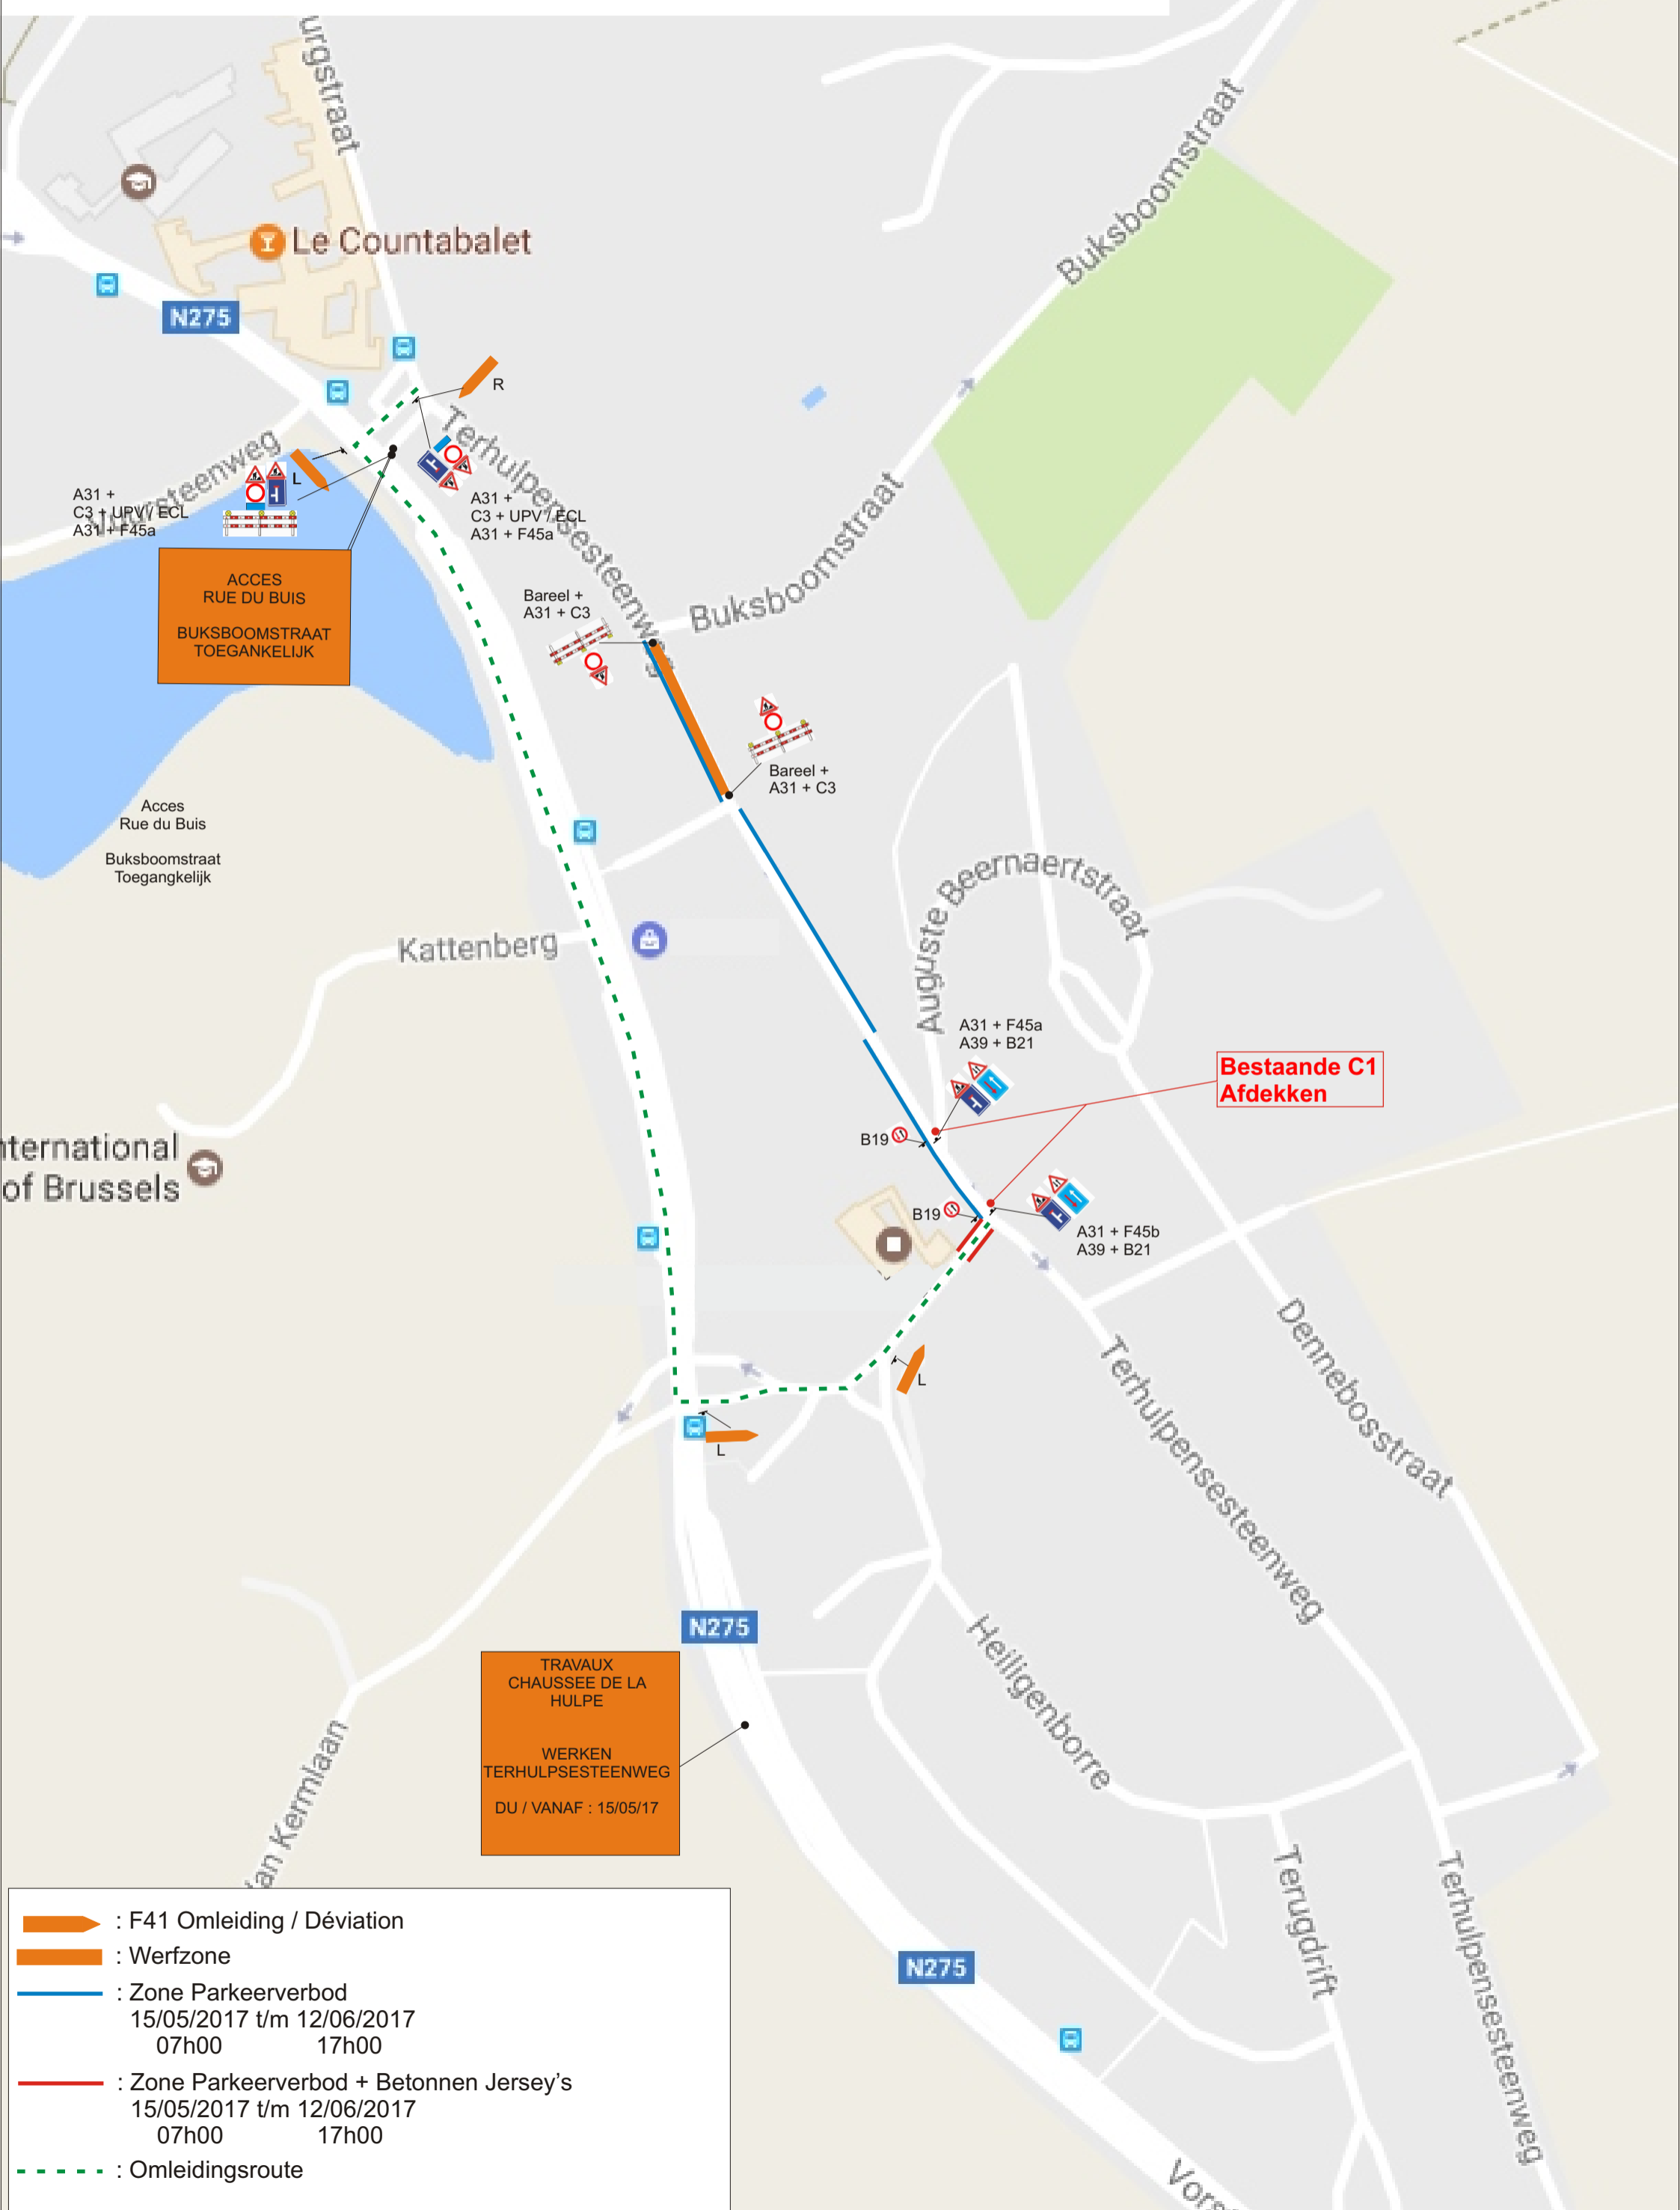 urgstraat
Le Countabalet
N275
Buksboomstraat
R
Terhulpensesteenweg
L
A31 +
C3 + UPV / ECL
A31 + F45a
A31 +
C3 + UPV / ECL
A31 + F45a
ACCES
RUE DU BUIS
BUKSBOOMSTRAAT
TOEGANKELIJK
Bareel +
A31 + C3
Buksboomstraat
Bareel +
A31 + C3
Acces
Rue du Buis
Buksboomstraat
Toegangkelijk
Kattenberg
Auguste Beernaertstraat
A31 + F45a
A39 + B21
Bestaande C1
Afdekken
B19
nternational
of Brussels
B19
A31 + F45b
A39 + B21
L
L
Dennebosstraat
Terhulpensesteenweg
N275
Heiligenborre
TRAVAUX
CHAUSSEE DE LA
HULPE
WERKEN
TERHULPSESTEENWEG
DU / VANAF : 15/05/17
an Kernlaan
Terugdrift
Terhulpensesteenweg
N275
Vors
: F41 Omleiding / Déviation
: Werfzone
: Zone Parkeerverbod
15/05/2017 t/m 12/06/2017
07h00 17h00
: Zone Parkeerverbod + Betonnen Jersey's
15/05/2017 t/m 12/06/2017
07h00 17h00
: Omleidingsroute